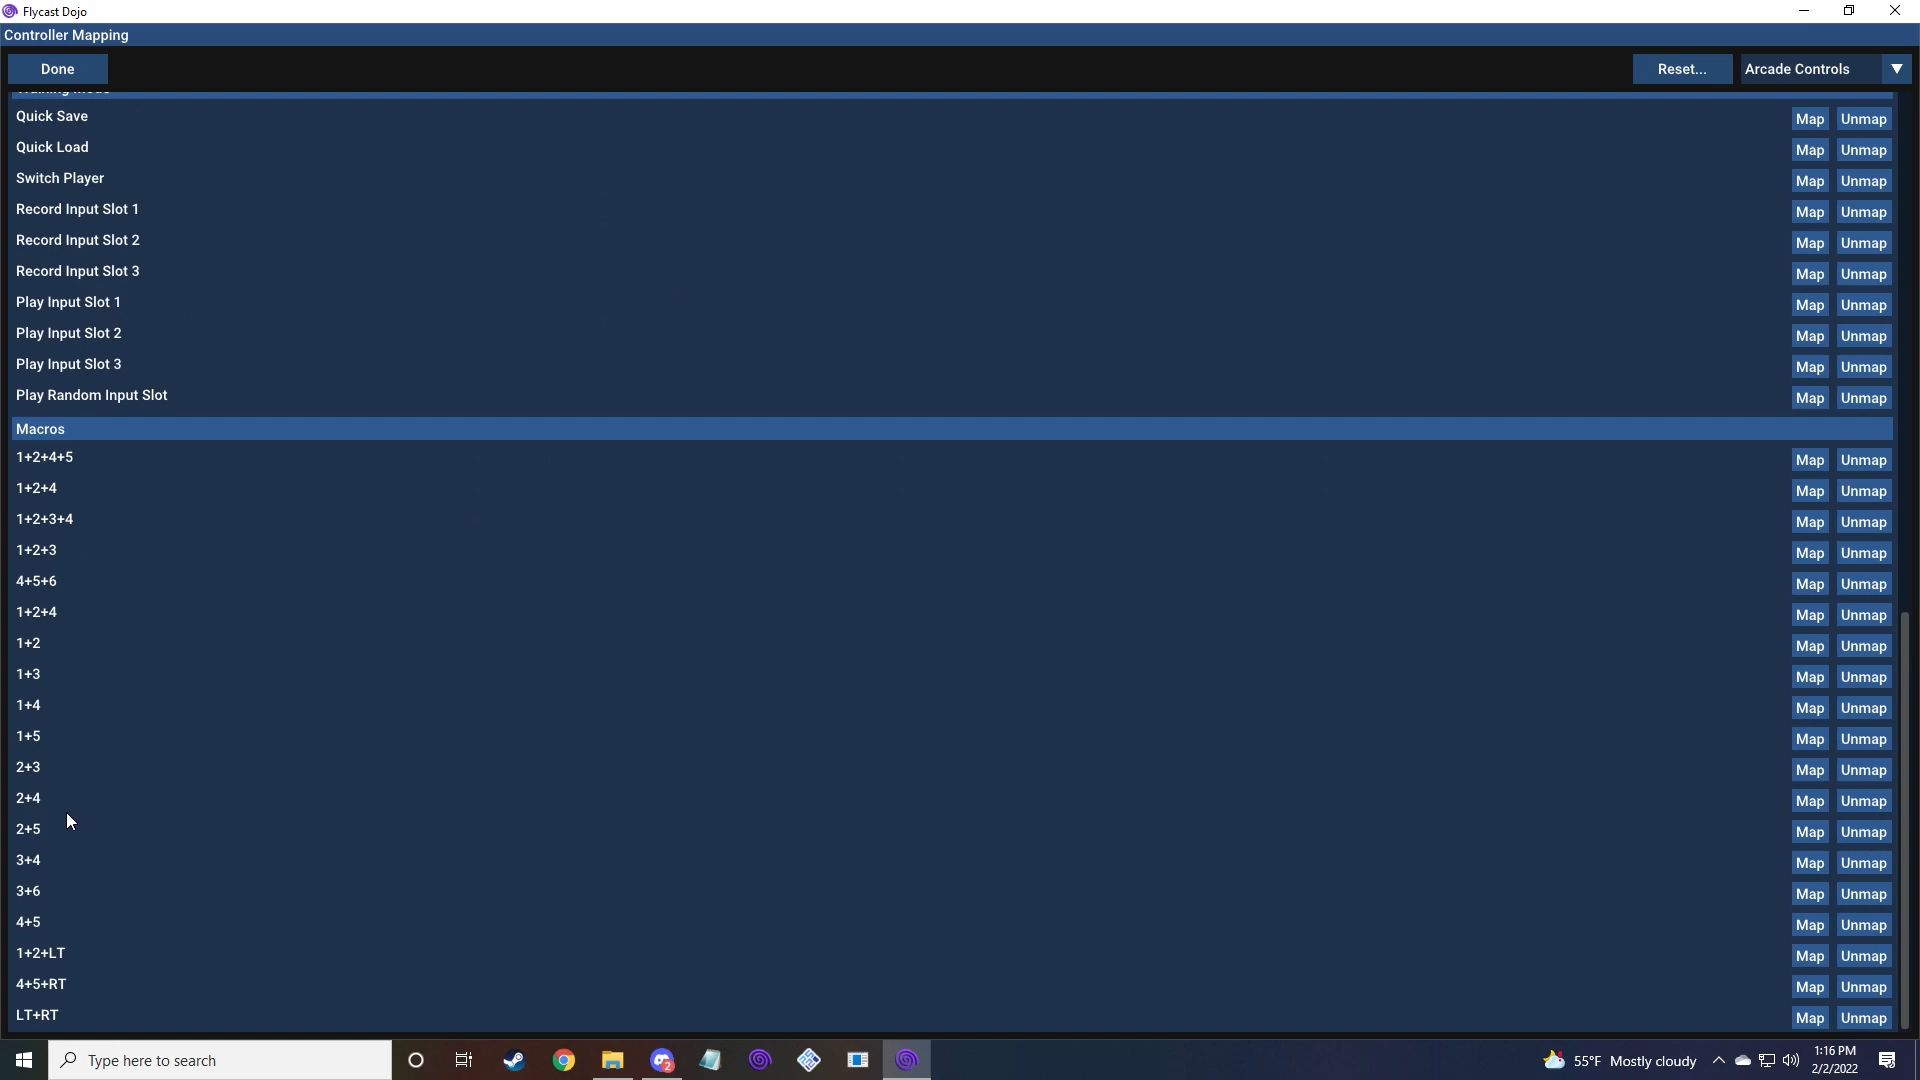 Flycast Dojo
Controller Mapping
Done
Reset...
Arcade Controls
Training Mode
Quick Save Map Unmap
Quick Load Map Unmap
Switch Player Map Unmap
Record Input Slot 1 Map Unmap
Record Input Slot 2 Map Unmap
Record Input Slot 3 Map Unmap
Play Input Slot 1 Map Unmap
Play Input Slot 2 Map Unmap
Play Input Slot 3 Map Unmap
Play Random Input Slot Map Unmap
Macros
1+2+4+5 Map Unmap
1+2+4 Map Unmap
1+2+3+4 Map Unmap
1+2+3 Map Unmap
4+5+6 Map Unmap
1+2+4 Map Unmap
1+2 Map Unmap
1+3 Map Unmap
1+4 Map Unmap
1+5 Map Unmap
2+3 Map Unmap
2+4 Map Unmap
2+5 Map Unmap
3+4 Map Unmap
3+6 Map Unmap
4+5 Map Unmap
1+2+LT Map Unmap
4+5+RT Map Unmap
LT+RT Map Unmap
Type here to search
2
55°F Mostly cloudy
1:16 PM
2/2/2022